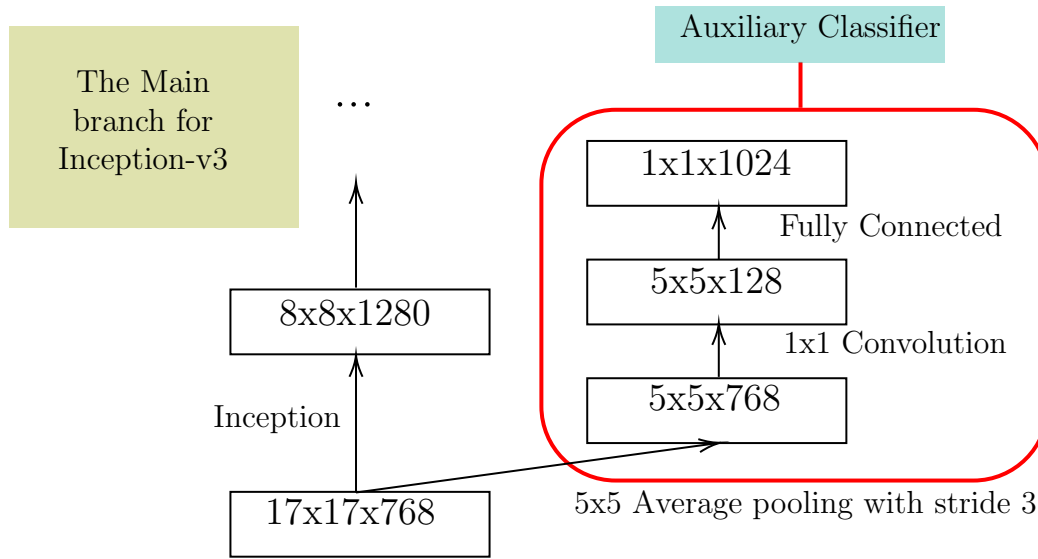 Auxiliary Classifier
The Main
branch for
Inception-v3
...
1x1x1024
Fully Connected
5x5x128
8x8x1280
1x1 Convolution
5x5x768
Inception
17x17x768
5x5 Average pooling with stride 3